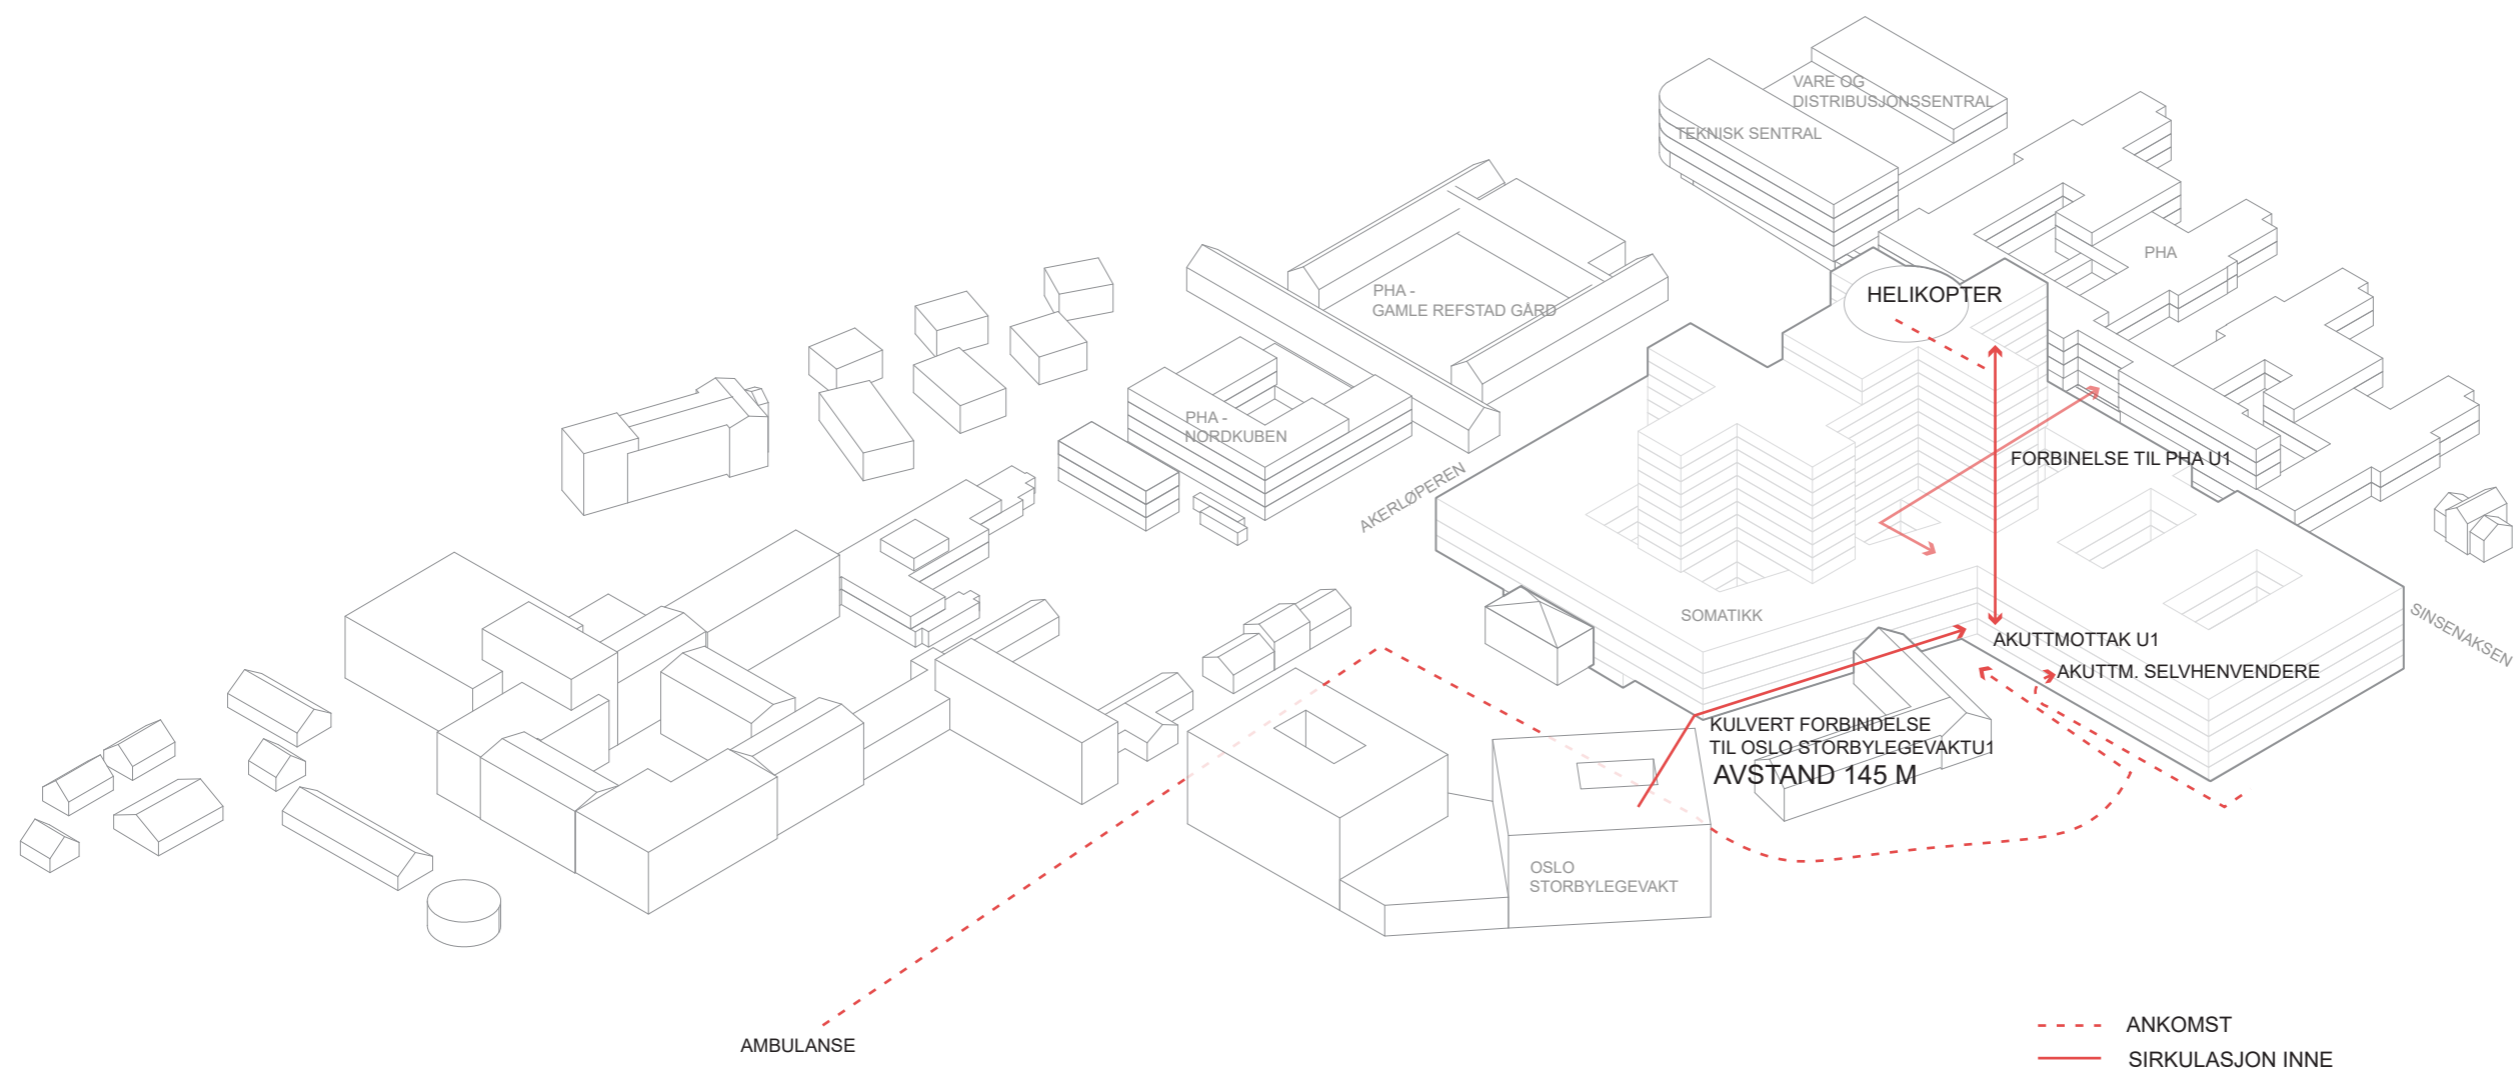 VARE OG
DISTRIBUSJONSSENTRAL
TEKNISK SENTRAL
PHA
HELIKOPTER
PHA -
GAMLE REFSTAD GÅRD
PHA -
NORDKUBEN
AKERLØPEREN
FORBINELSE TIL PHA U1
SOMATIKK
SINSENAKSEN
AKUTTMOTTAK U1
AKUTTM. SELVHENVENDERE
KULVERT FORBINDELSE
TIL OSLO STORBYLEGEVAKTU1
AVSTAND 145 M
OSLO
STORBYLEGEVAKT
AMBULANSE
ANKOMST
SIRKULASJON INNE